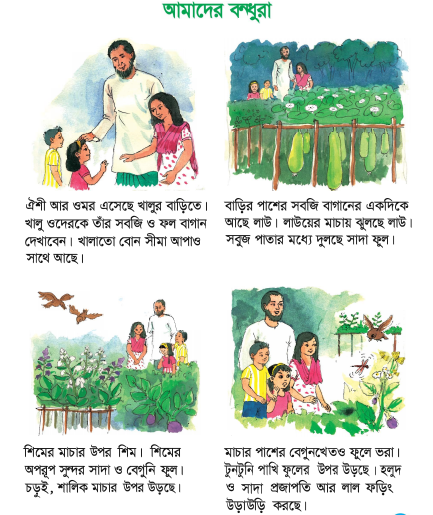 আমাদের বন্ধুরা
ঐশী আর ওমর এসেছে খালুর বাড়িতে।
খালু ওদেরকে তাঁর সবজি ও ফল বাগান
দেখাবেন। খালাতো বোন সীমা আপাও
সাথে আছে।
বাড়ির পাশের সবজি বাগানের একদিকে
আছে লাউ। লাউয়ের মাচায় ঝুলছে লাউ।
সবুজ পাতার মধ্যে দুলছে সাদা ফুল।
শিমের মাচার উপর শিম। শিমের
অপরূপ সুন্দর সাদা ও বেগুনি ফুল।
চড়ুই, শালিক মাচার উপর উড়ছে।
মাচার পাশের বেগুনখেতও ফুলে ভরা।
টুনটুনি পাখি ফুলের উপর উড়ছে। হলুদ
ও সাদা প্রজাপতি আর লাল ফড়িং
উড়াউড়ি করছে।